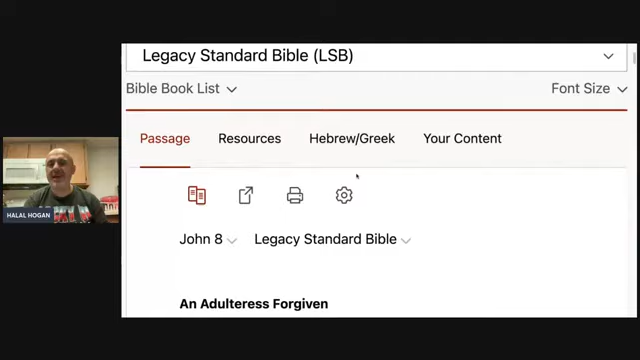 Legacy Standard Bible (LSB)
Bible Book List Font Size
Passage Resources Hebrew/Greek Your Content
HALAL HOGAN
John 8 Legacy Standard Bible
An Adulteress Forgiven